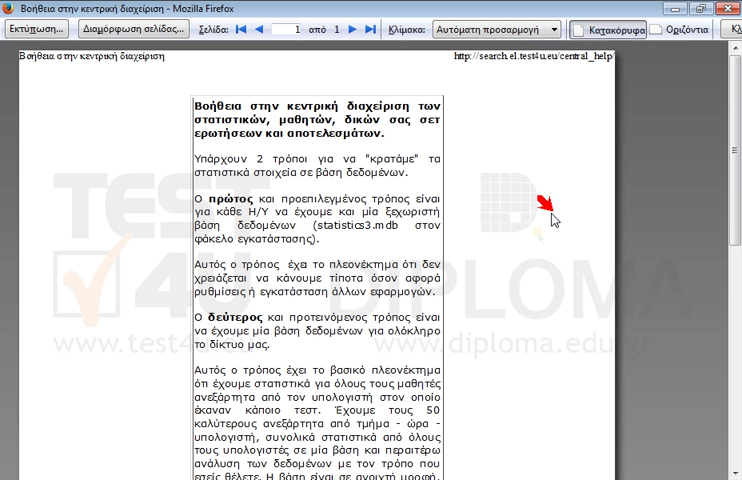 Βοήθεια στην κεντρική διαχείριση - Mozilla Firefox
Εκτύπωση... Διαμόρφωση σελίδας... Σελίδα: 1 από 1 Κλίμακα: Αυτόματη προσαρμογή Κατακόρυφα Οριζόντια
Βοήθεια στην κεντρική διαχείριση http://search.el.test4u.eu/central_help/
Βοήθεια στην κεντρική διαχείριση των
στατιστικών, μαθητών, δικών σας σετ
ερωτήσεων και αποτελεσμάτων.
Υπάρχουν 2 τρόποι για να "κρατάμε" τα
στατιστικά στοιχεία σε βάση δεδομένων.
Ο πρώτος και προεπιλεγμένος τρόπος είναι
για κάθε Η/Υ να έχουμε και μία ξεχωριστή
βάση δεδομένων (statistics3.mdb στον
φάκελο εγκατάστασης).
Αυτός ο τρόπος έχει το πλεονέκτημα ότι δεν
χρειάζεται να κάνουμε τίποτα όσον αφορά
ρυθμίσεις ή εγκατάσταση άλλων εφαρμογών.
Ο δεύτερος και προτεινόμενος τρόπος είναι
να έχουμε μία βάση δεδομένων για ολόκληρο
το δίκτυο μας.
Αυτός ο τρόπος έχει το βασικό πλεονέκτημα
ότι έχουμε στατιστικά για όλους τους μαθητές
ανεξάρτητα από τον υπολογιστή στον οποίο
έκαναν κάποιο τεστ. Έχουμε τους 50
καλύτερους ανεξάρτητα από τμήμα - ώρα -
υπολογιστή, συνολικά στατιστικά από όλους
τους υπολογιστές σε μία βάση και περαιτέρω
ανάλυση των δεδομένων με τον τρόπο που
εσείς θέλετε. Η βάση είναι σε ανοιχτή μορφή,
TEST 4U DIPLOMA
www.test4u.eu www.diploma.edu.gr